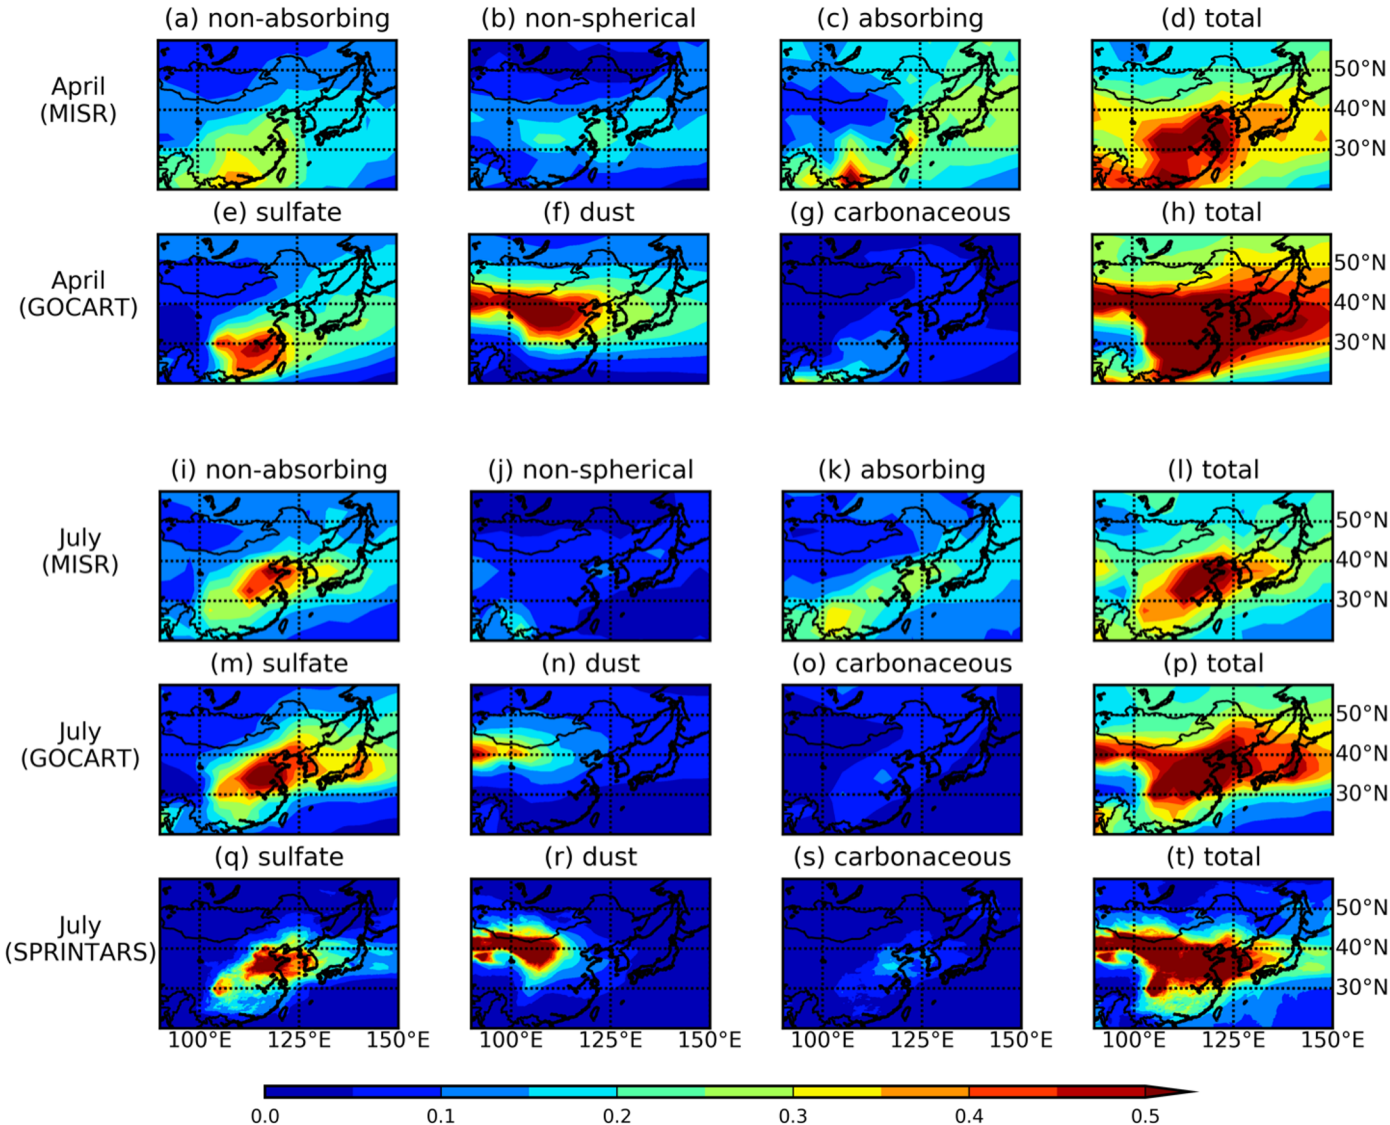 (a) non-absorbing (b) non-spherical (c) absorbing (d) total
April
(MISR)
50°N
40°N
30°N
(e) sulfate (f) dust (g) carbonaceous (h) total
April
(GOCART)
50°N
40°N
30°N
(i) non-absorbing (j) non-spherical (k) absorbing (l) total
July
(MISR)
50°N
40°N
30°N
(m) sulfate (n) dust (o) carbonaceous (p) total
July
(GOCART)
50°N
40°N
30°N
(q) sulfate (r) dust (s) carbonaceous (t) total
July
(SPRINTARS)
50°N
40°N
30°N
100°E 125°E 150°E 100°E 125°E 150°E 100°E 125°E 150°E 100°E 125°E 150°E
0.0 0.1 0.2 0.3 0.4 0.5